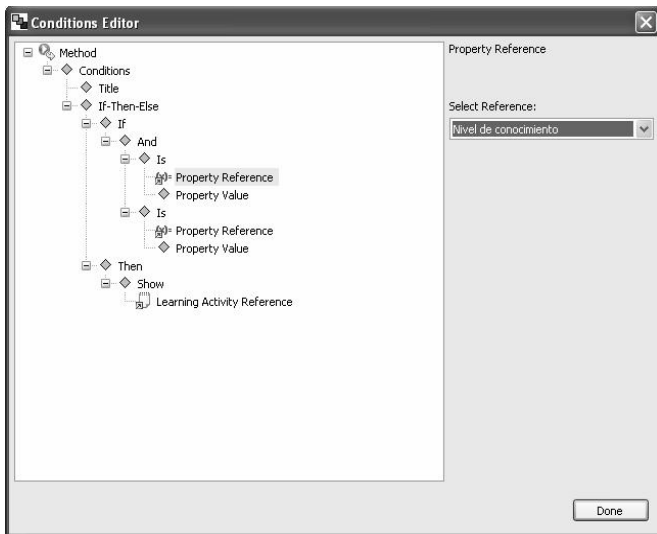 Conditions Editor
Method
Conditions
Title
If-Then-Else
If
And
Is
Property Reference
Property Value
Is
Property Reference
Property Value
Then
Show
Learning Activity Reference
Property Reference
Select Reference:
Nivel de conocimiento
Done